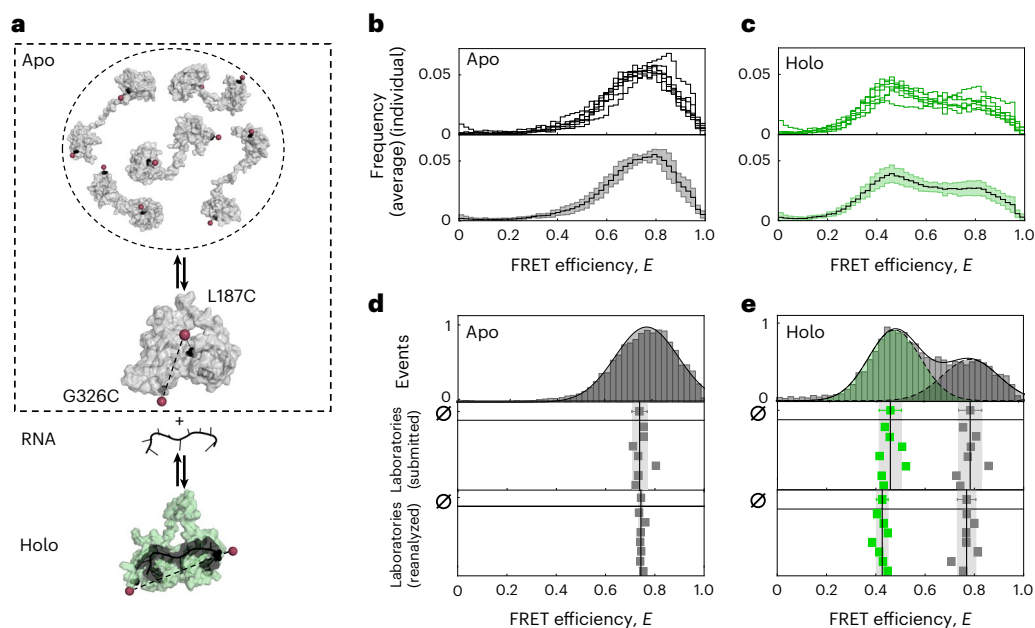 a
Apo
L187C
G326C
+
RNA
Holo
b
Apo
0.05
0
0.05
0
Frequency
(average) (individual)
0 0.2 0.4 0.6 0.8 1.0
FRET efficiency, E
c
Holo
0.05
0
0.05
0
0 0.2 0.4 0.6 0.8 1.0
FRET efficiency, E
d
Apo
1
0
Events
Ø
Laboratories
(submitted)
Ø
Laboratories
(reanalyzed)
0 0.2 0.4 0.6 0.8 1.0
FRET efficiency, E
e
Holo
1
0
Ø
Ø
0 0.2 0.4 0.6 0.8 1.0
FRET efficiency, E